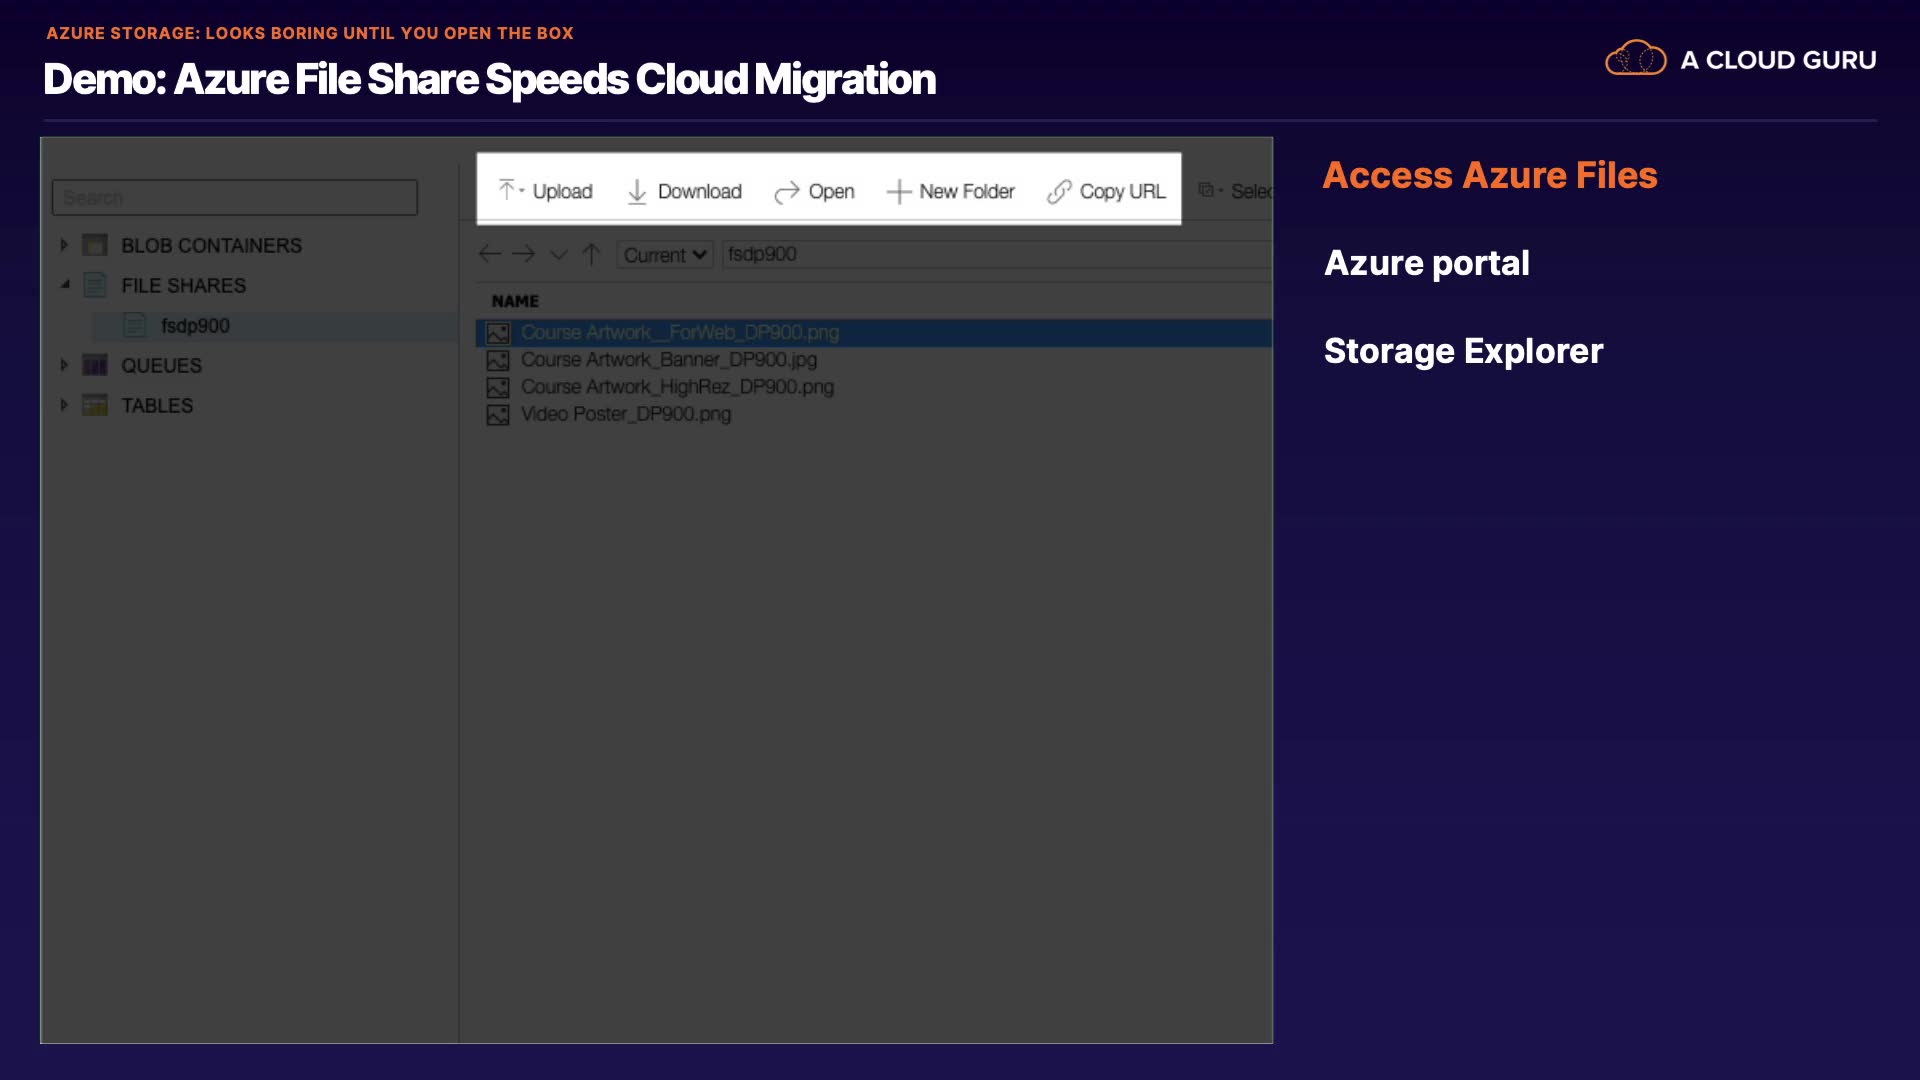 AZURE STORAGE: LOOKS BORING UNTIL YOU OPEN THE BOX
Demo: Azure File Share Speeds Cloud Migration
A CLOUD GURU
Search
BLOB CONTAINERS
FILE SHARES
fsdp900
QUEUES
TABLES
Upload Download Open New Folder Copy URL Selec
Current fsdp900
NAME
Course Artwork__ForWeb_DP900.png
Course Artwork_Banner_DP900.jpg
Course Artwork_HighRez_DP900.png
Video Poster_DP900.png
Access Azure Files
Azure portal
Storage Explorer